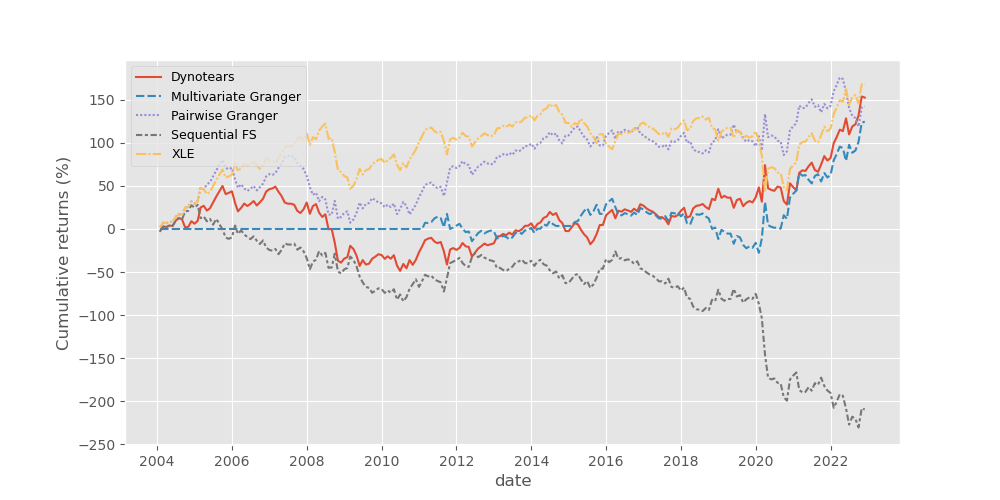 Dynotears
Multivariate Granger
Pairwise Granger
Sequential FS
XLE
Cumulative returns (%)
150
100
50
0
−50
−100
−150
−200
−250
2004 2006 2008 2010 2012 2014 2016 2018 2020 2022
date